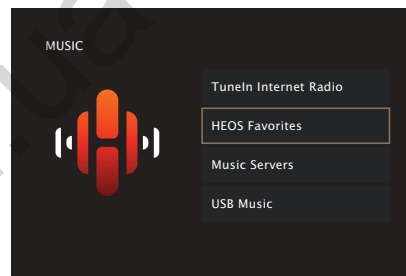 MUSIC
TuneIn Internet Radio
HEOS Favorites
Music Servers
USB Music